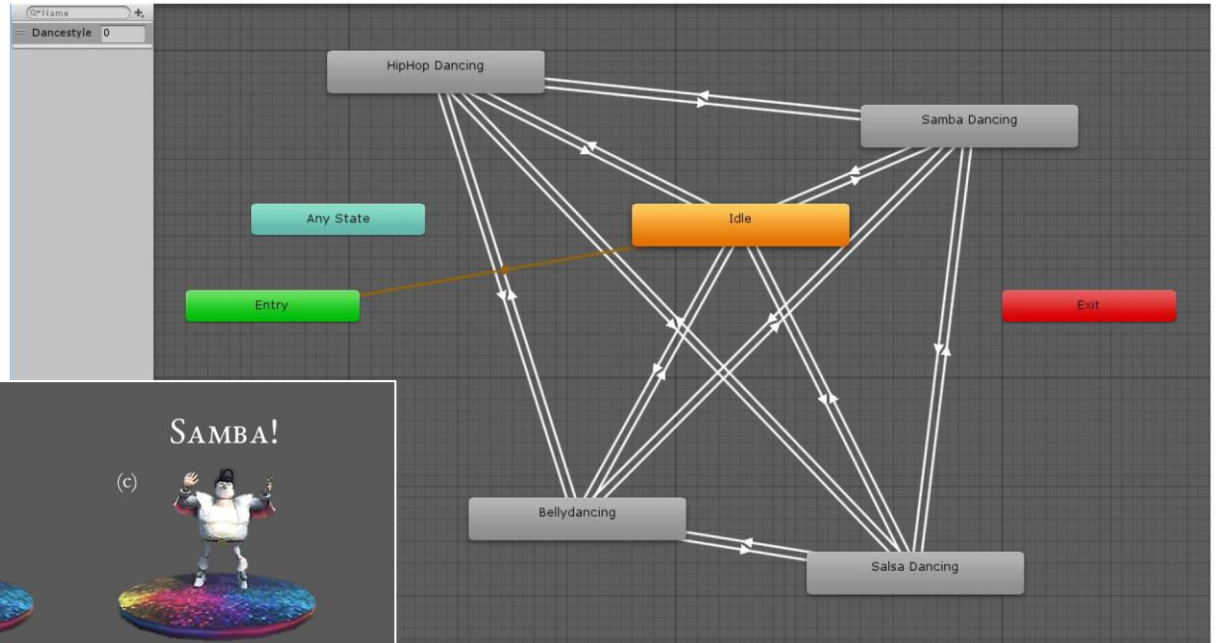 Name
Dancestyle 0
HipHop Dancing
Samba Dancing
Any State
Idle
Entry
Exit
SAMBA!
(c)
Bellydancing
Salsa Dancing